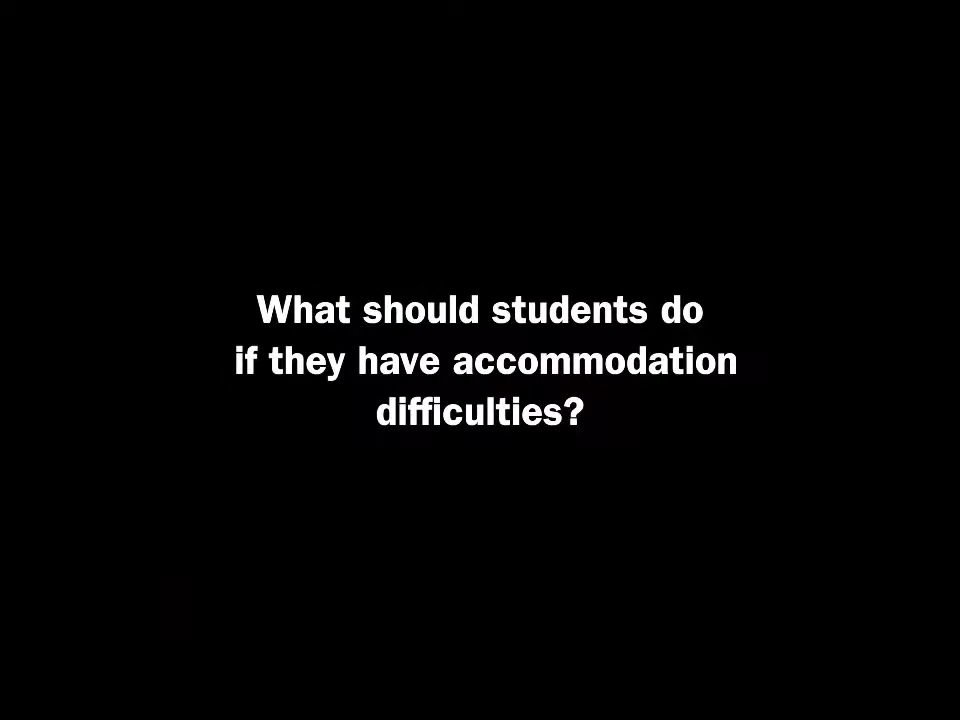 What should students do
if they have accommodation
difficulties?